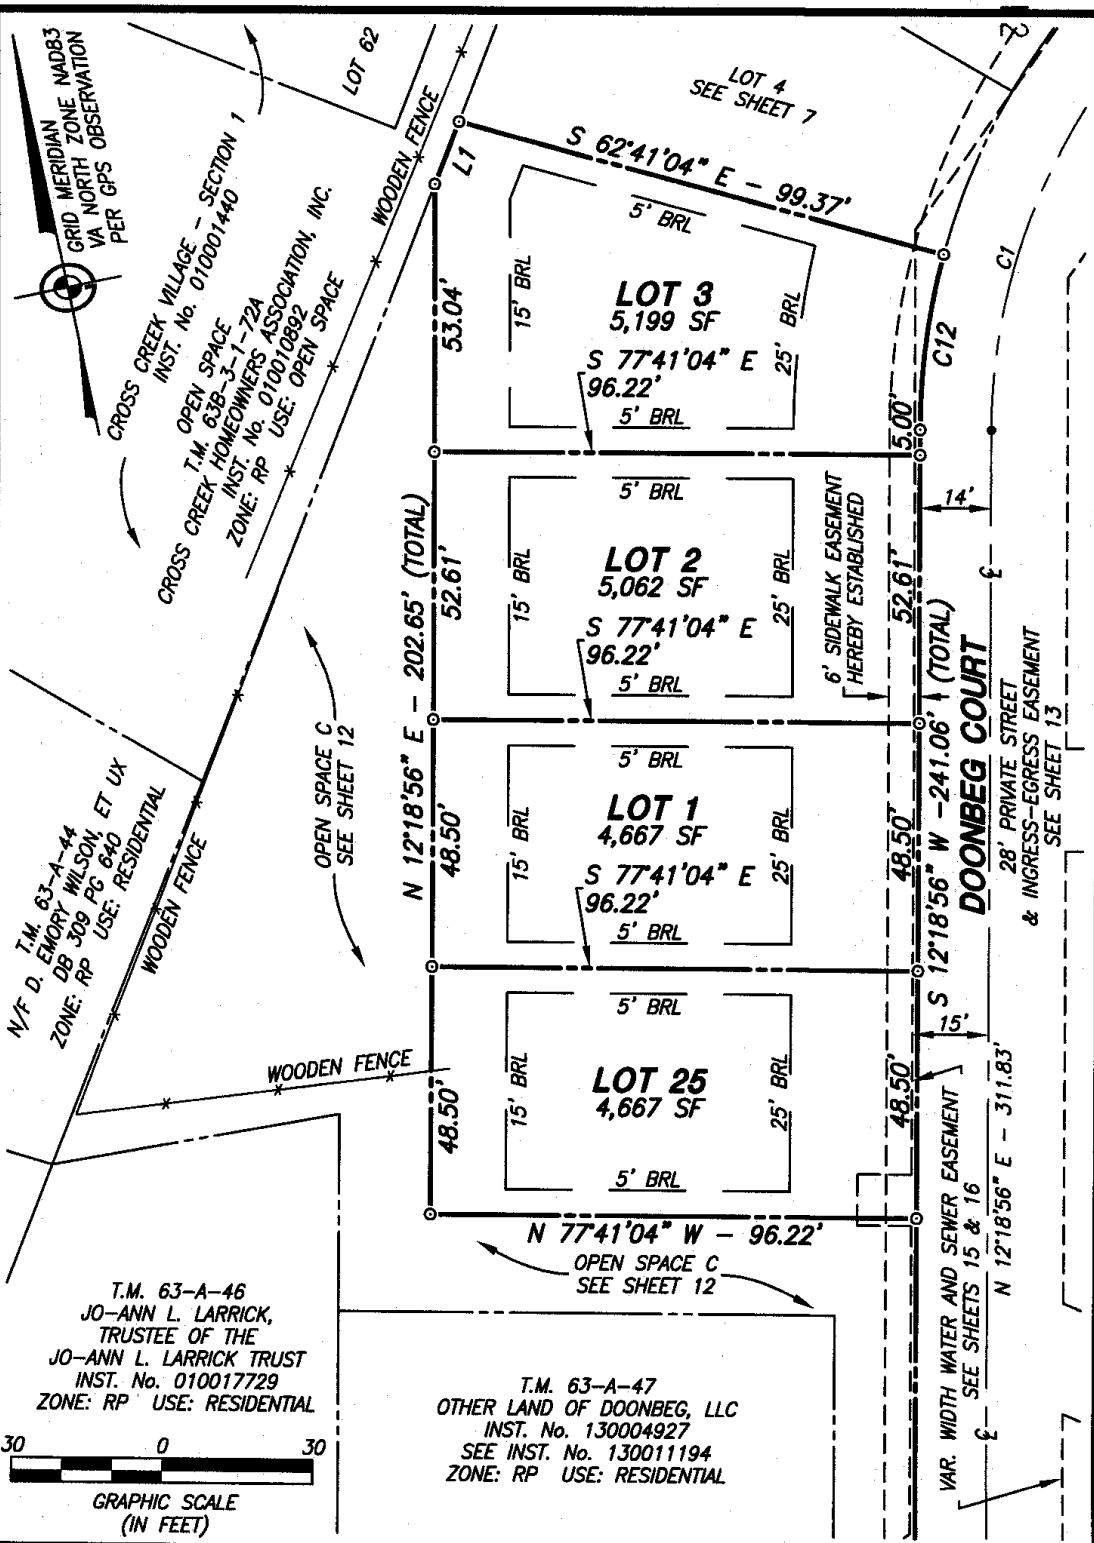 GRID MERIDIAN
VA NORTH ZONE NAD83
PER GPS OBSERVATION
LOT 62
CROSS CREEK VILLAGE - SECTION 1
INST. No. 010001440
OPEN SPACE
T.M. 63B-3-1-72A
CROSS CREEK HOMEOWNERS ASSOCIATION, INC.
INST. No. 010010892
ZONE: RP USE: OPEN SPACE
WOODEN FENCE
L1
LOT 4
SEE SHEET 7
S 62°41'04" E - 99.37'
5' BRL
15' BRL
LOT 3
5,199 SF
25' BRL
S 77°41'04" E
96.22'
5' BRL
53.04'
C12
C1
5.00'
5' BRL
15' BRL
LOT 2
5,062 SF
25' BRL
S 77°41'04" E
96.22'
5' BRL
52.61'
52.61'
N 12°18'56" E - 202.65' (TOTAL)
6' SIDEWALK EASEMENT
HEREBY ESTABLISHED
14'
℄
S 12°18'56" W -241.06' (TOTAL)
DOONBEG COURT
28' PRIVATE STREET
& INGRESS-EGRESS EASEMENT
SEE SHEET 13
OPEN SPACE C
SEE SHEET 12
5' BRL
15' BRL
LOT 1
4,667 SF
25' BRL
S 77°41'04" E
96.22'
5' BRL
48.50'
48.50'
T.M. 63-A-44
N/F D. EMORY WILSON, ET UX
DB 309 PG 640
ZONE: RP USE: RESIDENTIAL
WOODEN FENCE
WOODEN FENCE
5' BRL
15' BRL
LOT 25
4,667 SF
25' BRL
5' BRL
48.50'
48.50'
15'
N 77°41'04" W - 96.22'
OPEN SPACE C
SEE SHEET 12
VAR. WIDTH WATER AND SEWER EASEMENT
SEE SHEETS 15 & 16
℄
N 12°18'56" E - 311.83'
T.M. 63-A-46
JO-ANN L. LARRICK,
TRUSTEE OF THE
JO-ANN L. LARRICK TRUST
INST. No. 010017729
ZONE: RP USE: RESIDENTIAL
T.M. 63-A-47
OTHER LAND OF DOONBEG, LLC
INST. No. 130004927
SEE INST. No. 130011194
ZONE: RP USE: RESIDENTIAL
30 0 30
GRAPHIC SCALE
(IN FEET)